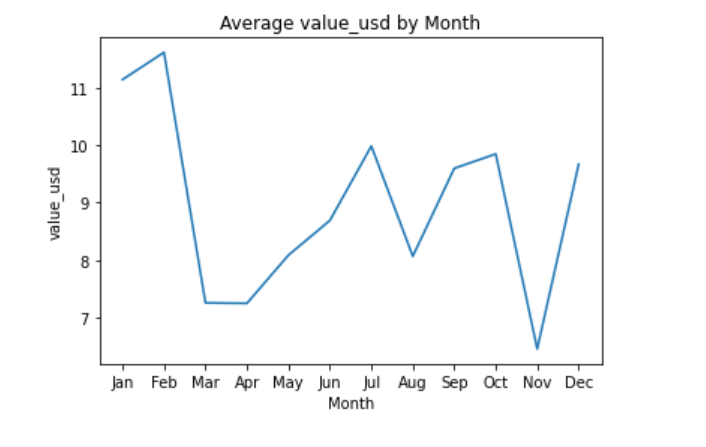 Average value_usd by Month
11
10
9
8
7
value_usd
Jan Feb Mar Apr May Jun Jul Aug Sep Oct Nov Dec
Month